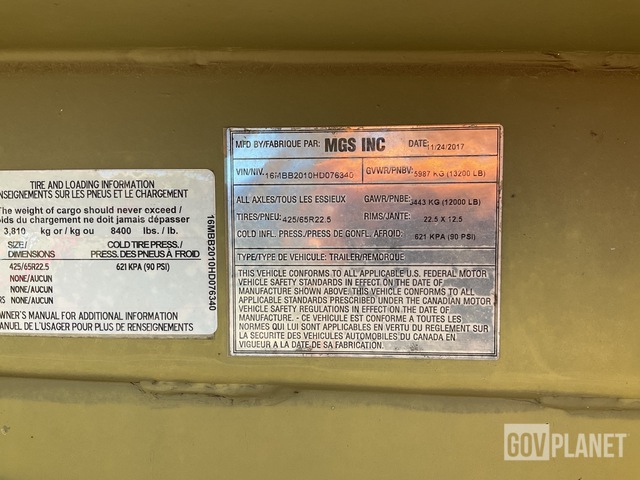 TIRE AND LOADING INFORMATION
NSEIGNEMENTS SUR LES PNEUS ET LE CHARGEMENT
The weight of cargo should never exceed /
oids du chargement ne doit jamais dépasser
3,810 kg or / kg ou 8400 lbs. / lb.
SIZE/ COLD TIRE PRESS./
DIMENSIONS PRESS. DES PNEUS À FROID
425/65R22.5 621 KPA (90 PSI)
NONE/AUCUN
NONE/AUCUN
RS NONE/AUCUN
WNER'S MANUAL FOR ADDITIONAL INFORMATION
ANUEL DE L'USAGER POUR PLUS DE RENSEIGNEMENTS
16MBB2010HD076340
MFD BY/FABRIQUE PAR: MGS INC DATE: 11/24/2017
VIN/NIV. 16MBB2010HD076340 GVWR/PNBV: 5987 KG (13200 LB)
ALL AXLES/TOUS LES ESSIEUX GAWR/PNBE: 5443 KG (12000 LB)
TIRES/PNEU: 425/65R22.5 RIMS/JANTE: 22.5 X 12.5
COLD INFL. PRESS./PRESS. DE GONFL. AFROID: 621 KPA (90 PSI)
TYPE/TYPE DE VEHICULE: TRAILER/REMORQUE
THIS VEHICLE CONFORMS TO ALL APPLICABLE U.S. FEDERAL MOTOR
VEHICLE SAFETY STANDARDS IN EFFECT ON THE DATE OF
MANUFACTURE SHOWN ABOVE. / THIS VEHICLE CONFORMS TO ALL
APPLICABLE STANDARDS PRESCRIBED UNDER THE CANADIAN MOTOR
VEHICLE SAFETY REGULATIONS IN EFFECT ON THE DATE OF
MANUFACTURE. - CE VEHICULE EST CONFORME A TOUTES LES
NORMES QUI LUI SONT APPLICABLES EN VERTU DU REGLEMENT SUR
LA SECURITE DES VEHICULES AUTOMOBILES DU CANADA EN
VIGUEUR A LA DATE DE SA FABRICATION.
GOVPLANET